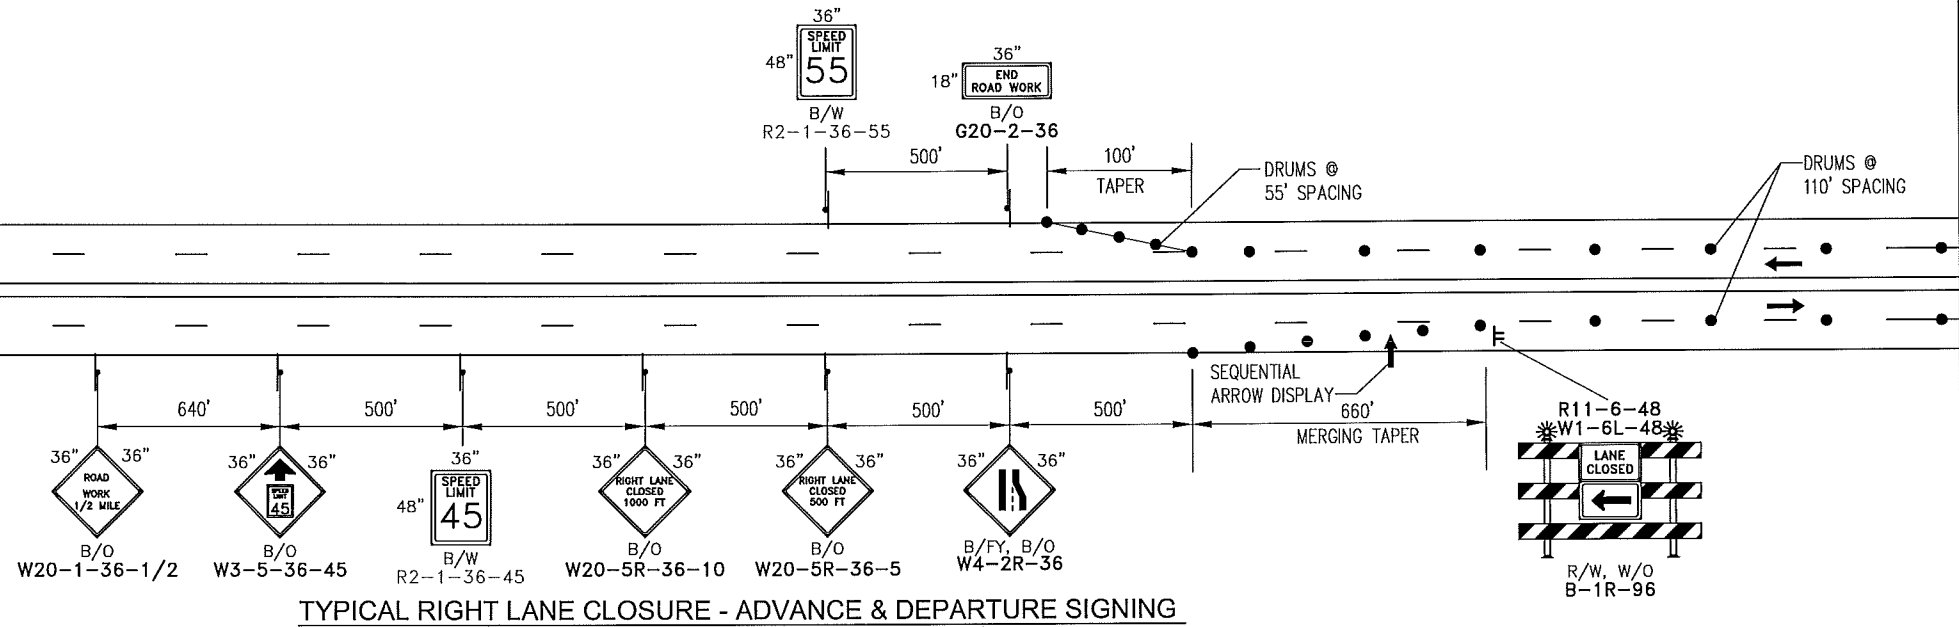 36"
48"
SPEED
LIMIT
55
B/W
R2-1-36-55
36"
18"
END
ROAD WORK
B/O
G20-2-36
500'
100'
TAPER
DRUMS @
55' SPACING
DRUMS @
110' SPACING
640'
500'
500'
500'
500'
500'
660'
MERGING TAPER
SEQUENTIAL
ARROW DISPLAY
36" 36"
ROAD
WORK
1/2 MILE
B/O
W20-1-36-1/2
36" 36"
SPEED
LIMIT
45
B/O
W3-5-36-45
36"
48"
SPEED
LIMIT
45
B/W
R2-1-36-45
36" 36"
RIGHT LANE
CLOSED
1000 FT
B/O
W20-5R-36-10
36" 36"
RIGHT LANE
CLOSED
500 FT
B/O
W20-5R-36-5
36" 36"
B/FY, B/O
W4-2R-36
R11-6-48
W1-6L-48
LANE
CLOSED
R/W, W/O
B-1R-96
TYPICAL RIGHT LANE CLOSURE - ADVANCE & DEPARTURE SIGNING